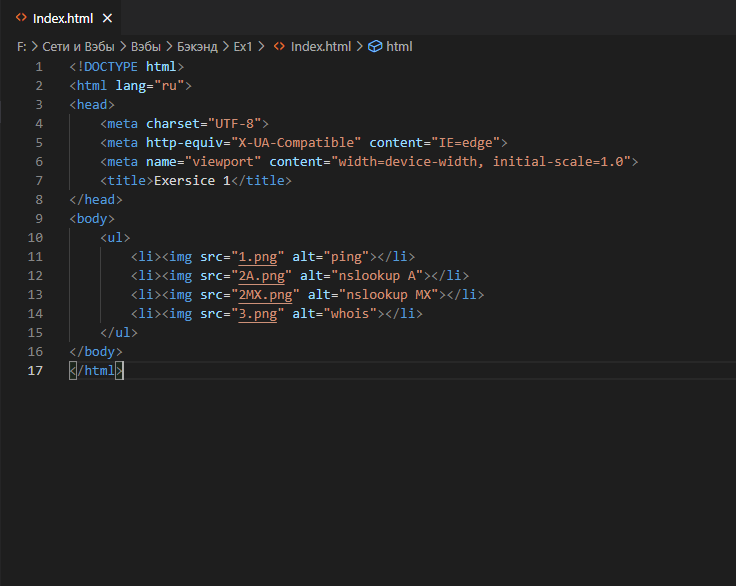 Index.html
F: > Сети и Вэбы > Вэбы > Бэкэнд > Ex1 > Index.html > html
1 <!DOCTYPE html>
2 <html lang="ru">
3 <head>
4 <meta charset="UTF-8">
5 <meta http-equiv="X-UA-Compatible" content="IE=edge">
6 <meta name="viewport" content="width=device-width, initial-scale=1.0">
7 <title>Exersice 1</title>
8 </head>
9 <body>
10 <ul>
11 <li><img src="1.png" alt="ping"></li>
12 <li><img src="2A.png" alt="nslookup A"></li>
13 <li><img src="2MX.png" alt="nslookup MX"></li>
14 <li><img src="3.png" alt="whois"></li>
15 </ul>
16 </body>
17 </html>